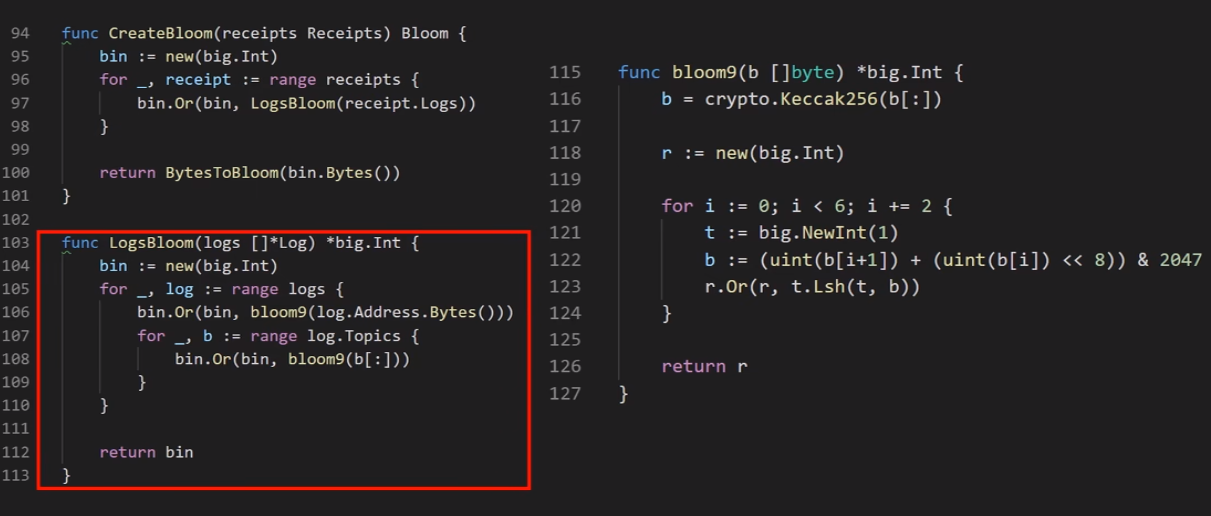 94 func CreateBloom(receipts Receipts) Bloom {
95 bin := new(big.Int)
96 for _, receipt := range receipts {
97 bin.Or(bin, LogsBloom(receipt.Logs))
98 }
99
100 return BytesToBloom(bin.Bytes())
101 }
102
103 func LogsBloom(logs []*Log) *big.Int {
104 bin := new(big.Int)
105 for _, log := range logs {
106 bin.Or(bin, bloom9(log.Address.Bytes()))
107 for _, b := range log.Topics {
108 bin.Or(bin, bloom9(b[:]))
109 }
110 }
111
112 return bin
113 }
115 func bloom9(b []byte) *big.Int {
116 b = crypto.Keccak256(b[:])
117
118 r := new(big.Int)
119
120 for i := 0; i < 6; i += 2 {
121 t := big.NewInt(1)
122 b := (uint(b[i+1]) + (uint(b[i]) << 8)) & 2047
123 r.Or(r, t.Lsh(t, b))
124 }
125
126 return r
127 }